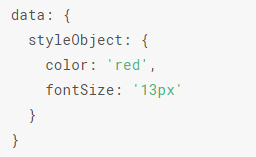 data: {
  styleObject: {
    color: 'red',
    fontSize: '13px'
  }
}